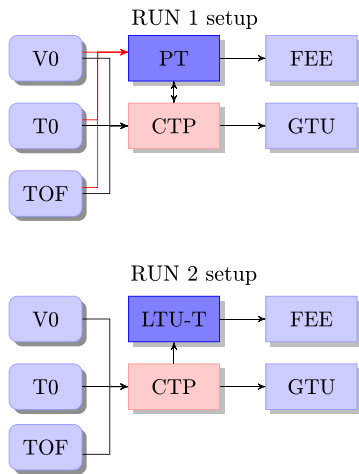 RUN 1 setup
V0 PT FEE
T0 CTP GTU
TOF
RUN 2 setup
V0 LTU-T FEE
T0 CTP GTU
TOF